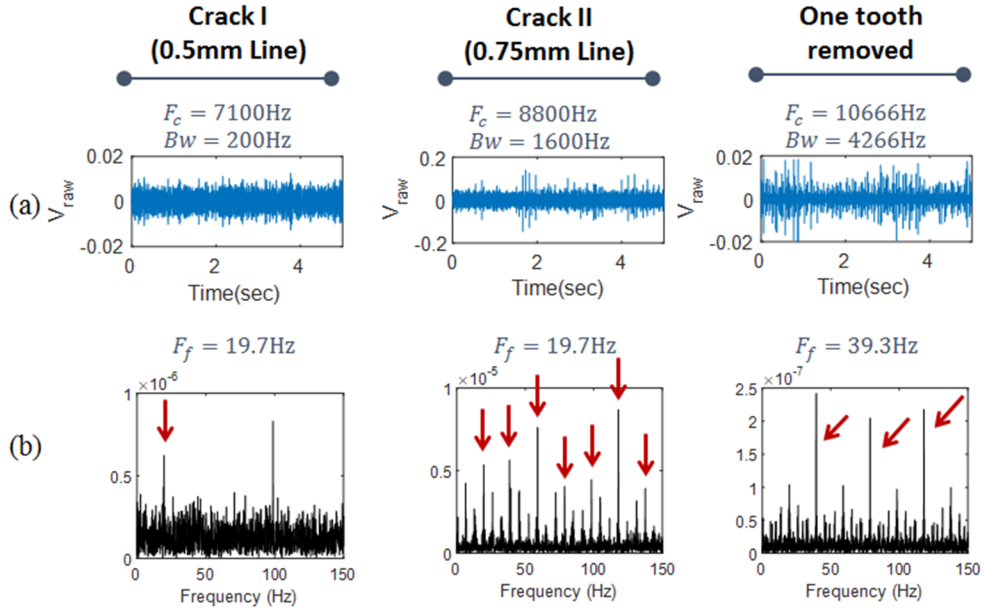 Crack I
(0.5mm Line)
Crack II
(0.75mm Line)
One tooth
removed
F_c = 7100Hz
Bw = 200Hz
F_c = 8800Hz
Bw = 1600Hz
F_c = 10666Hz
Bw = 4266Hz
(a)
V_raw
0.02
0
-0.02
0 2 4
Time(sec)
V_raw
0.2
0
-0.2
0 2 4
Time(sec)
V_raw
0.02
0
-0.02
0 2 4
Time(sec)
F_f = 19.7Hz
F_f = 19.7Hz
F_f = 39.3Hz
(b)
×10^-6
1
0.5
0
0 50 100 150
Frequency (Hz)
×10^-5
1
0.5
0
0 50 100 150
Frequency (Hz)
×10^-7
2.5
2
1.5
1
0.5
0
0 50 100 150
Frequency (Hz)